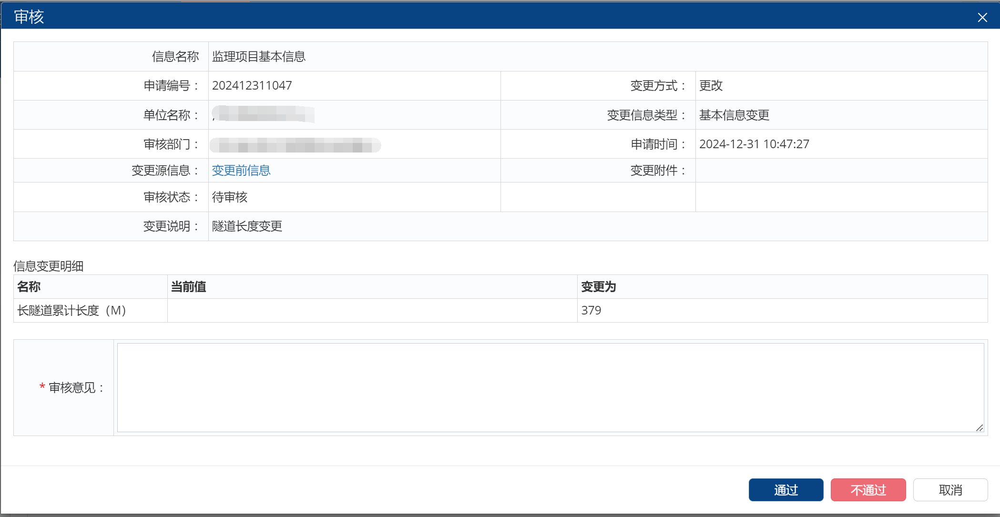 审核
信息名称 监理项目基本信息
申请编号： 202412311047 变更方式： 更改
单位名称： 变更信息类型： 基本信息变更
审核部门： 申请时间： 2024-12-31 10:47:27
变更源信息： 变更前信息 变更附件：
审核状态： 待审核
变更说明： 隧道长度变更
信息变更明细
名称 当前值 变更为
长隧道累计长度（M） 379
* 审核意见：
通过 不通过 取消